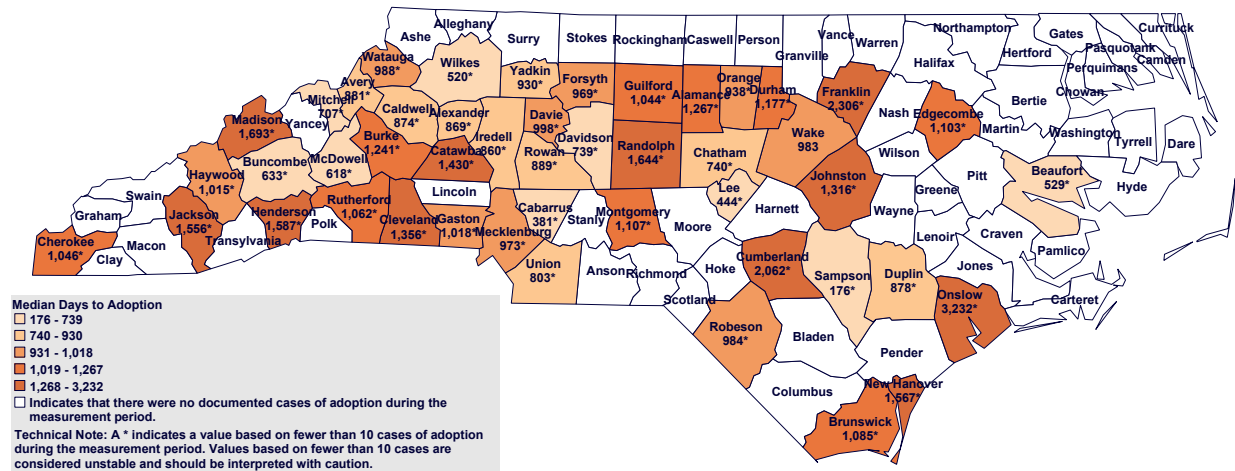 Alleghany
Northampton
Currituck
Ashe
Surry
Stokes
Rockingham
Caswell
Person
Granville
Vance
Warren
Gates
Hertford
Pasquotank
Camden
Perquimans
Chowan
Halifax
Watauga
988*
Wilkes
520*
Yadkin
930*
Forsyth
969*
Guilford
1,044*
Alamance
1,267*
Orange
938*
Durham
1,177*
Franklin
2,306*
Nash
Edgecombe
1,103*
Bertie
Martin
Washington
Tyrrell
Dare
Avery
881*
Mitchell
707*
Yancey
Madison
1,693*
Caldwell
874*
Alexander
869*
Iredell
860*
Davie
998*
Davidson
739*
Randolph
1,644*
Chatham
740*
Wake
983
Wilson
Buncombe
633*
McDowell
618*
Burke
1,241*
Catawba
1,430*
Rowan
889*
Lee
444*
Johnston
1,316*
Greene
Pitt
Beaufort
529*
Hyde
Haywood
1,015*
Swain
Graham
Jackson
1,556*
Henderson
1,587*
Transylvania
Rutherford
1,062*
Polk
Cleveland
1,356*
Lincoln
Gaston
1,018*
Mecklenburg
973*
Cabarrus
381*
Stanly
Montgomery
1,107*
Moore
Harnett
Wayne
Lenoir
Craven
Pamlico
Cherokee
1,046*
Macon
Clay
Union
803*
Anson
Richmond
Hoke
Scotland
Cumberland
2,062*
Sampson
176*
Duplin
878*
Jones
Onslow
3,232*
Carteret
Robeson
984*
Bladen
Pender
Columbus
New Hanover
1,567*
Brunswick
1,085*
Median Days to Adoption
176 - 739
740 - 930
931 - 1,018
1,019 - 1,267
1,268 - 3,232
Indicates that there were no documented cases of adoption during the
measurement period.
Technical Note: A * indicates a value based on fewer than 10 cases of adoption
during the measurement period. Values based on fewer than 10 cases are
considered unstable and should be interpreted with caution.